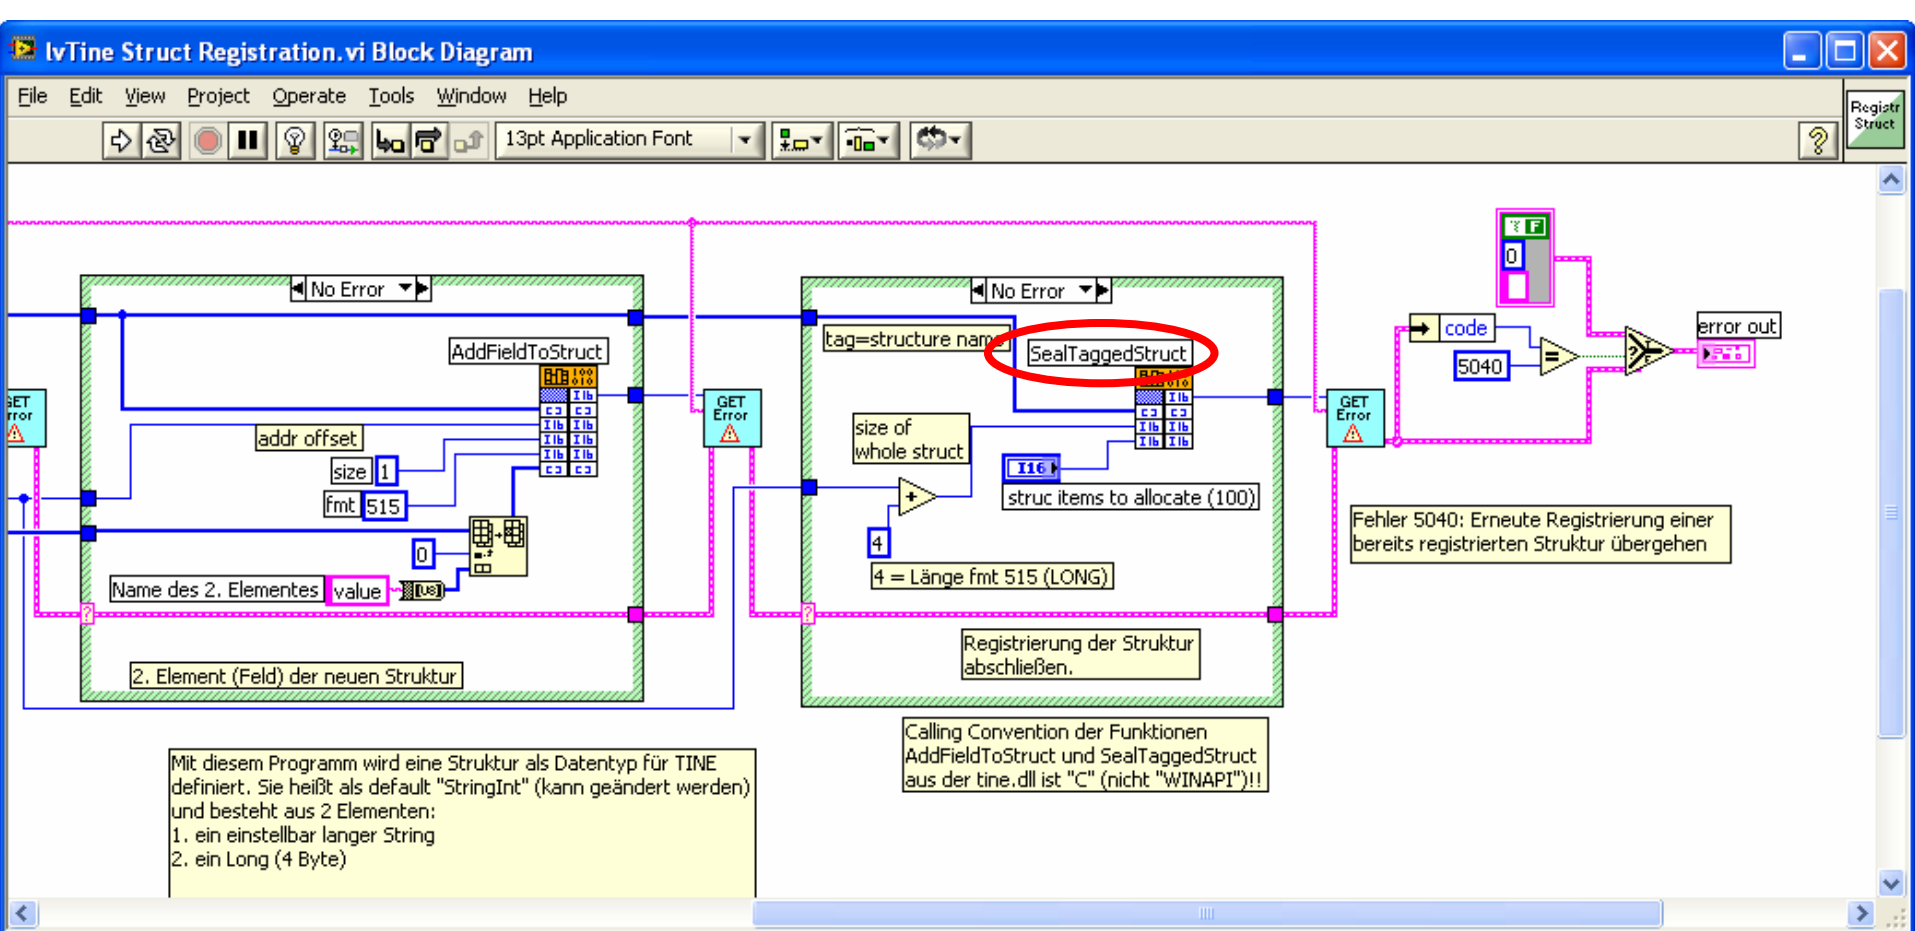 lvTine Struct Registration.vi Block Diagram
File Edit View Project Operate Tools Window Help
Registr
Struct
13pt Application Font
?
No Error
No Error
F
0
tag=structure name
code
error out
AddFieldToStruct
SealTaggedStruct
5040
=
?
GET
Error
GET
Error
size of
whole struct
addr offset
size 1
I16
fmt 515
+
struc items to allocate (100)
4
0
Fehler 5040: Erneute Registrierung einer
bereits registrierten Struktur übergehen
4 = Länge fmt 515 (LONG)
Name des 2. Elementes value [U8]
?
?
Registrierung der Struktur
abschließen.
2. Element (Feld) der neuen Struktur
Calling Convention der Funktionen
AddFieldToStruct und SealTaggedStruct
aus der tine.dll ist "C" (nicht "WINAPI")!!
Mit diesem Programm wird eine Struktur als Datentyp für TINE
definiert. Sie heißt als default "StringInt" (kann geändert werden)
und besteht aus 2 Elementen:
1. ein einstellbar langer String
2. ein Long (4 Byte)